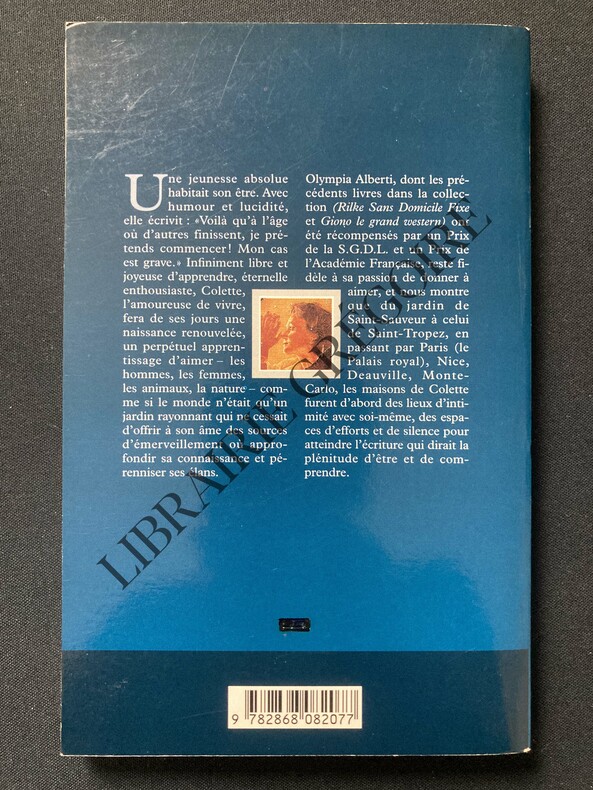 Une jeunesse absolue
habitait son être. Avec
humour et lucidité,
elle écrivit : «Voilà qu'à l'âge
où d'autres finissent, je pré-
tends commencer ! Mon cas
est grave.» Infiniment libre et
joyeuse d'apprendre, éternelle
enthousiaste, Colette,
l'amoureuse de vivre,
fera de ses jours une
naissance renouvelée,
un perpétuel appren-
tissage d'aimer – les
hommes, les femmes,
les animaux, la nature – com-
me si le monde n'était qu'un
jardin rayonnant qui ne cessait
d'offrir à son âme des sources
d'émerveillement où appro-
fondir sa connaissance et pé-
renniser ses élans.
Olympia Alberti, dont les pré-
cédents livres dans la collec-
tion (Rilke Sans Domicile Fixe
et Giono le grand western) ont
été récompensés par un Prix
de la S.G.D.L. et un Prix de
l'Académie Française, reste fi-
dèle à sa passion de donner à
aimer, et nous montre
que du jardin de
Saint-Sauveur à celui
de Saint-Tropez, en
passant par Paris (le
Palais royal), Nice,
Deauville, Monte-
Carlo, les maisons de Colette
furent d'abord des lieux d'inti-
mité avec soi-même, des espa-
ces d'efforts et de silence pour
atteindre l'écriture qui dirait la
plénitude d'être et de com-
prendre.
LIBRAIRIE GREGOIRE
9 782868 082077